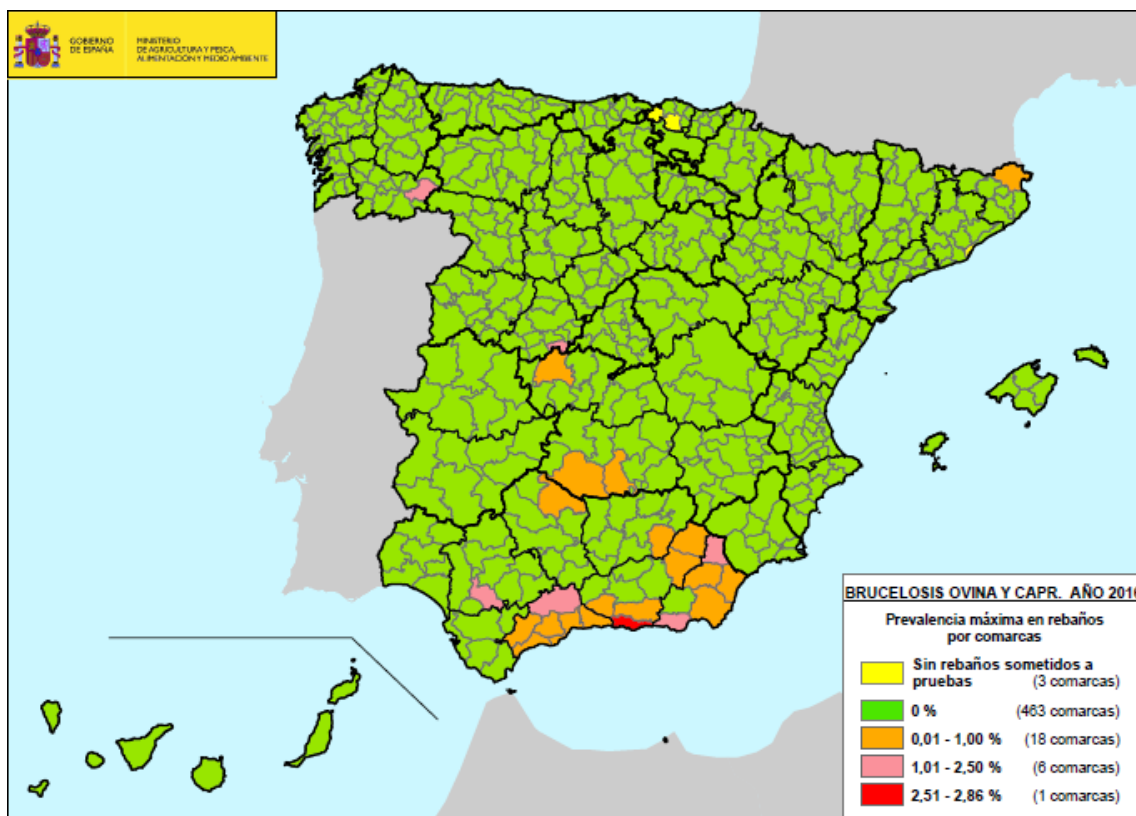 GOBIERNO
DE ESPAÑA
MINISTERIO
DE AGRICULTURA Y PESCA,
ALIMENTACIÓN Y MEDIO AMBIENTE
BRUCELOSIS OVINA Y CAPR. AÑO 2016
Prevalencia máxima en rebaños
por comarcas
Sin rebaños sometidos a
pruebas (3 comarcas)
0 % (463 comarcas)
0,01 - 1,00 % (18 comarcas)
1,01 - 2,50 % (6 comarcas)
2,51 - 2,86 % (1 comarcas)